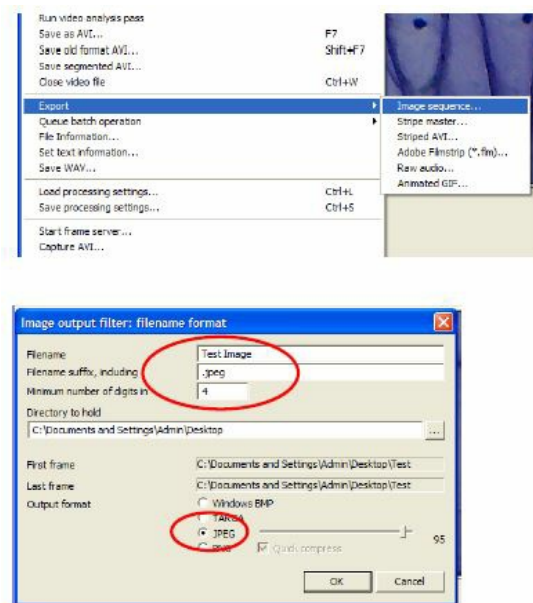 Run video analysis pass
Save as AVI... F7
Save old format AVI... Shift+F7
Save segmented AVI...
Close video file Ctrl+W
Export Image sequence...
Queue batch operation Stripe master...
File Information... Striped AVI...
Set text information... Adobe Filmstrip (*.flm)...
Save WAV... Raw audio...
Animated GIF...
Load processing settings... Ctrl+L
Save processing settings... Ctrl+S
Start frame server...
Capture AVI...
Image output filter: filename format
Filename Test Image
Filename suffix, including .jpeg
Minimum number of digits in 4
Directory to hold
C:\Documents and Settings\Admin\Desktop ...
First frame C:\Documents and Settings\Admin\Desktop\Test
Last frame C:\Documents and Settings\Admin\Desktop\Test
Output format Windows BMP
TARGA
JPEG 95
PNG Quick compress
OK Cancel